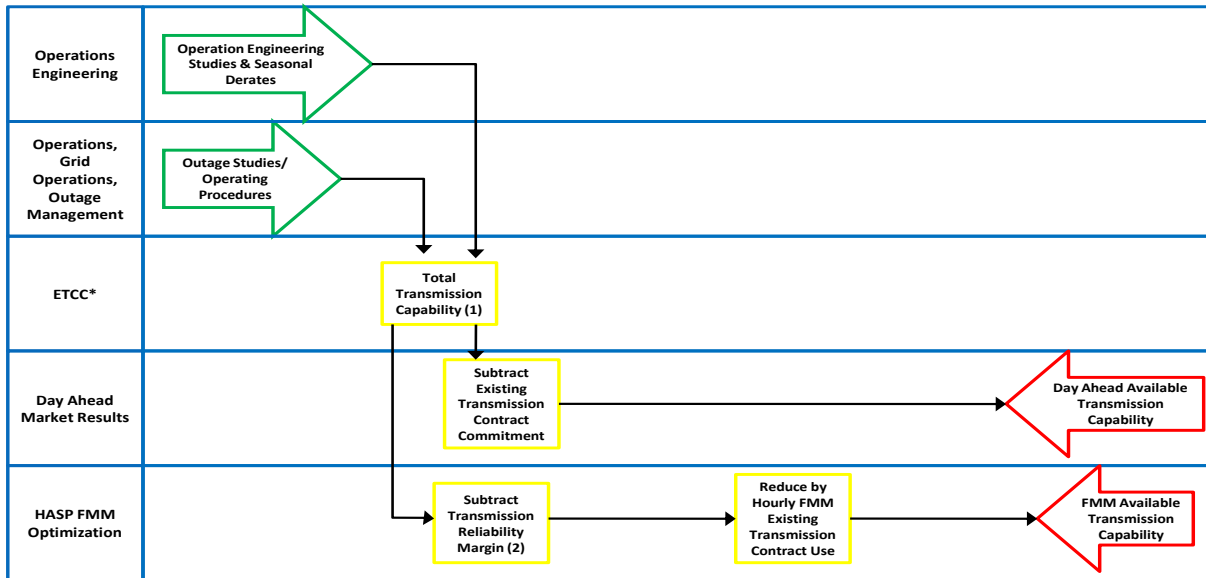 Operations
Engineering
Operation Engineering
Studies & Seasonal
Derates
Operations,
Grid
Operations,
Outage
Management
Outage Studies/
Operating
Procedures
ETCC*
Total
Transmission
Capability (1)
Day Ahead
Market Results
Subtract
Existing
Transmission
Contract
Commitment
Day Ahead Available
Transmission
Capability
HASP FMM
Optimization
Subtract
Transmission
Reliability
Margin (2)
Reduce by
Hourly FMM
Existing
Transmission
Contract Use
FMM Available
Transmission
Capability